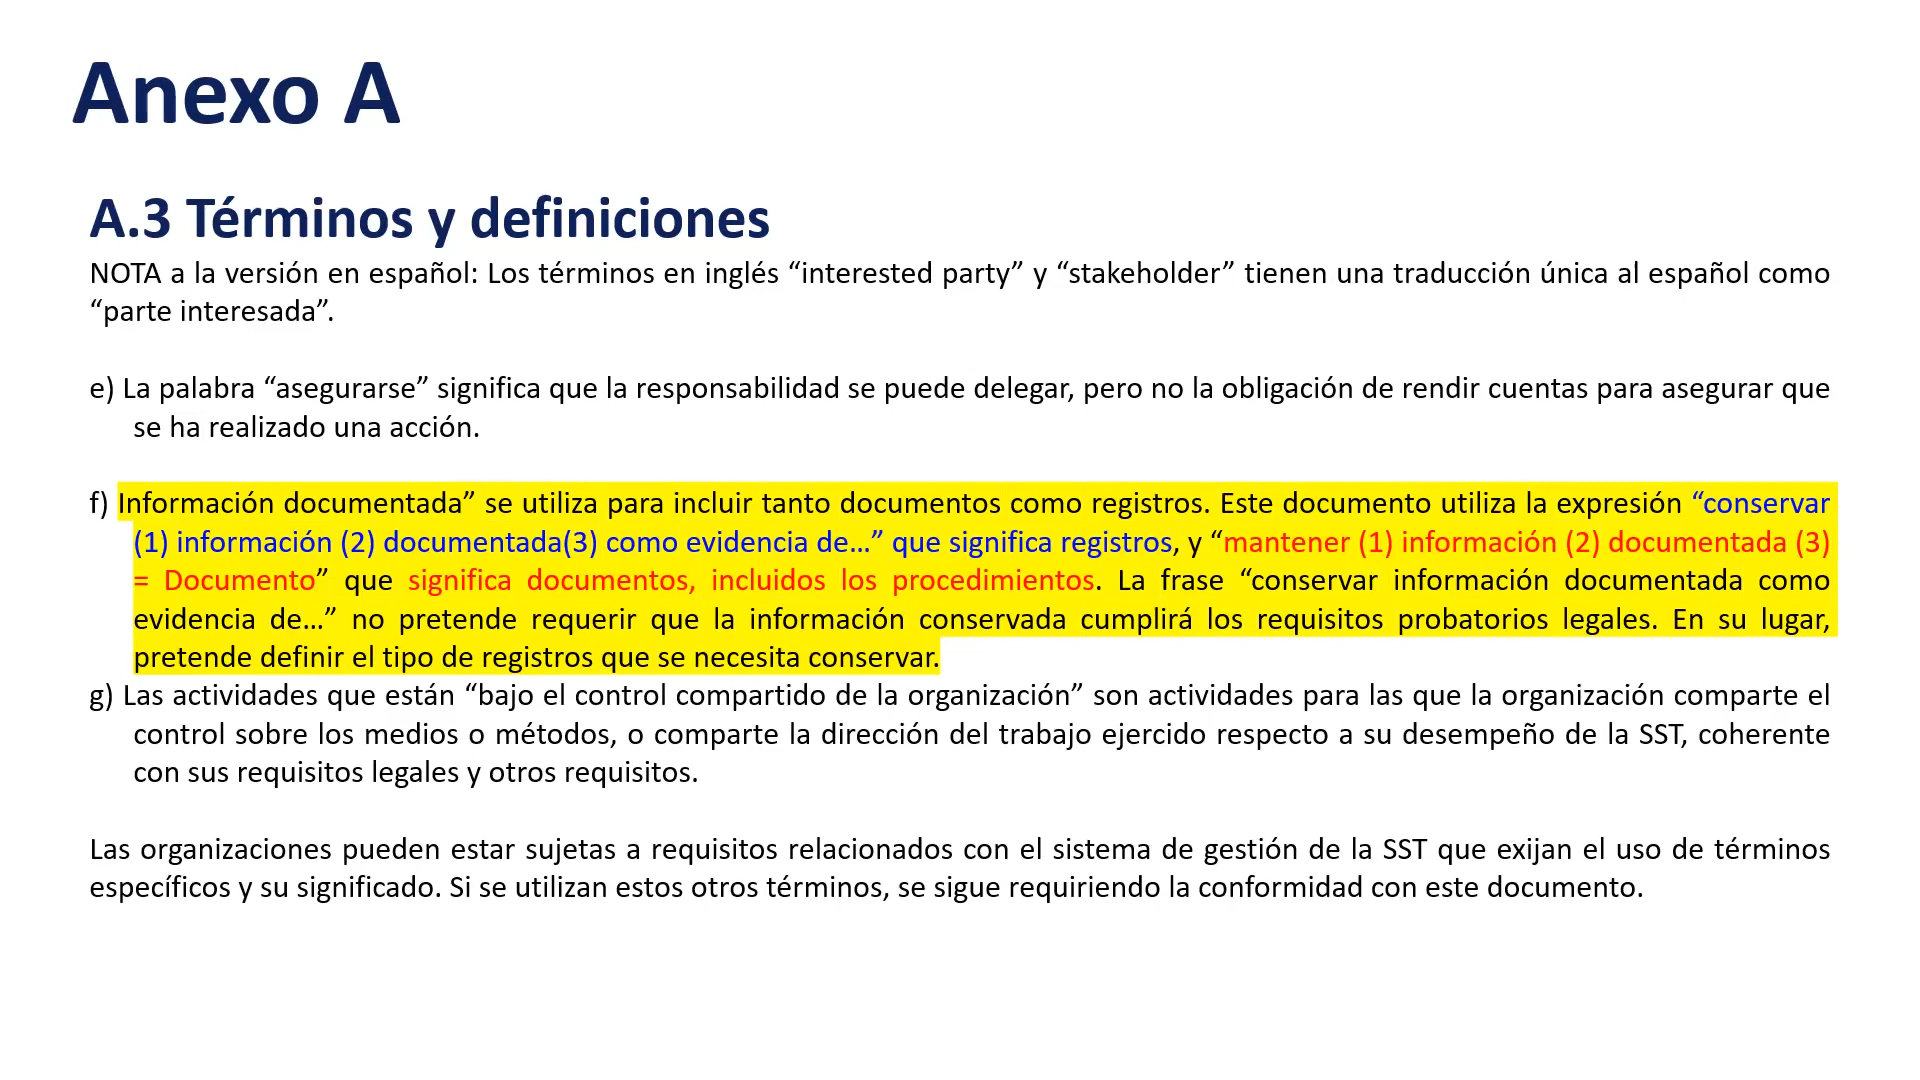 Anexo A
A.3 Términos y definiciones
NOTA a la versión en español: Los términos en inglés “interested party” y “stakeholder” tienen una traducción única al español como
“parte interesada”.
e) La palabra “asegurarse” significa que la responsabilidad se puede delegar, pero no la obligación de rendir cuentas para asegurar que
se ha realizado una acción.
f) Información documentada” se utiliza para incluir tanto documentos como registros. Este documento utiliza la expresión “conservar
(1) información (2) documentada(3) como evidencia de...” que significa registros, y “mantener (1) información (2) documentada (3)
= Documento” que significa documentos, incluidos los procedimientos. La frase “conservar información documentada como
evidencia de...” no pretende requerir que la información conservada cumplirá los requisitos probatorios legales. En su lugar,
pretende definir el tipo de registros que se necesita conservar.
g) Las actividades que están “bajo el control compartido de la organización” son actividades para las que la organización comparte el
control sobre los medios o métodos, o comparte la dirección del trabajo ejercido respecto a su desempeño de la SST, coherente
con sus requisitos legales y otros requisitos.
Las organizaciones pueden estar sujetas a requisitos relacionados con el sistema de gestión de la SST que exijan el uso de términos
específicos y su significado. Si se utilizan estos otros términos, se sigue requiriendo la conformidad con este documento.